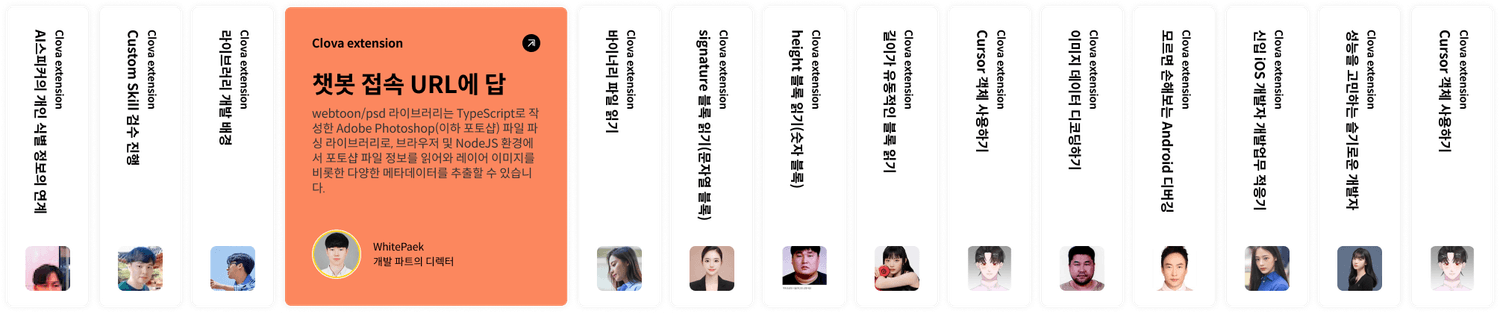 Clova extension
AI스피커의 개인 식별 정보의 연계
Clova extension
Custom Skill 검수 진행
Clova extension
라이브러리 개발 배경
Clova extension
챗봇 접속 URL에 답
webtoon/psd 라이브러리는 TypeScript로 작
성한 Adobe Photoshop(이하 포토샵) 파일 파
싱 라이브러리로, 브라우저 및 NodeJS 환경에
서 포토샵 파일 정보를 읽어와 레이어 이미지를
비롯한 다양한 메타데이터를 추출할 수 있습니
다.
WhitePaek
개발 파트의 디렉터
Clova extension
바이너리 파일 읽기
Clova extension
signature 블록 읽기(문자열 블록)
Clova extension
height 블록 읽기(숫자 블록)
Clova extension
길이가 유동적인 블록 읽기
Clova extension
Cursor 객체 사용하기
Clova extension
이미지 데이터 디코딩하기
Clova extension
모르면 손해보는 Android 디버깅
Clova extension
신입 iOS 개발자 개발업무 적응기
Clova extension
성능을 고민하는 슬기로운 개발자
Clova extension
Cursor 객체 사용하기